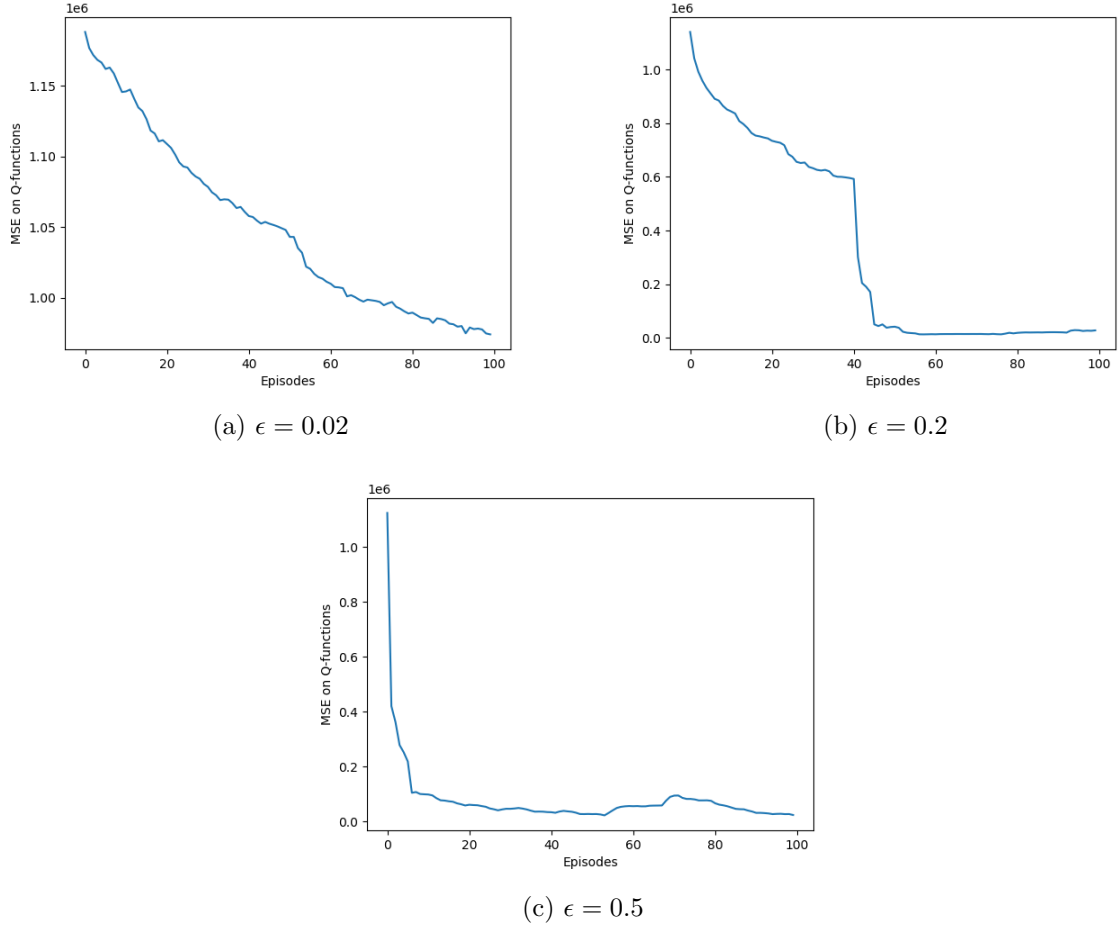 1e6
MSE on Q-functions
1.15
1.10
1.05
1.00
0 20 40 60 80 100
Episodes
(a) ϵ = 0.02
1e6
MSE on Q-functions
1.0
0.8
0.6
0.4
0.2
0.0
0 20 40 60 80 100
Episodes
(b) ϵ = 0.2
1e6
MSE on Q-functions
1.0
0.8
0.6
0.4
0.2
0.0
0 20 40 60 80 100
Episodes
(c) ϵ = 0.5